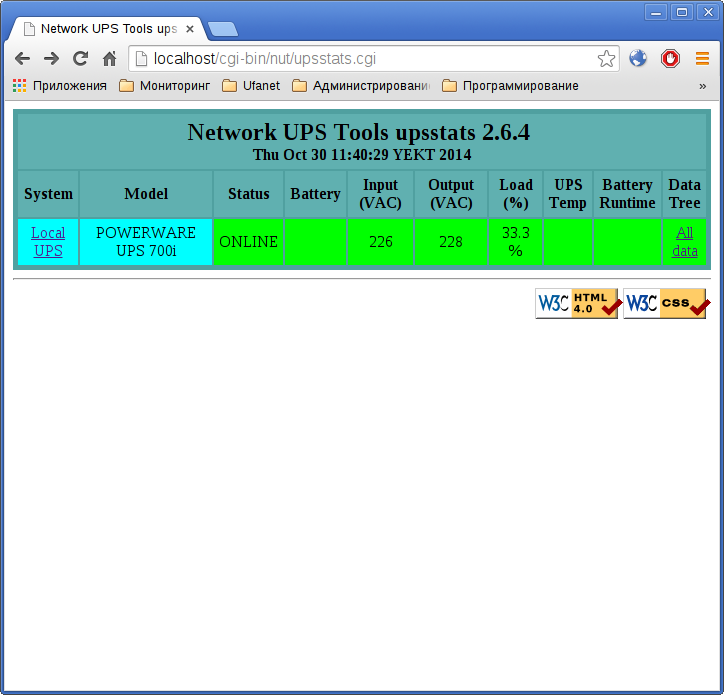 Network UPS Tools ups
localhost/cgi-bin/nut/upsstats.cgi
Приложения Мониторинг Ufanet Администрировани Программирование »
Network UPS Tools upsstats 2.6.4
Thu Oct 30 11:40:29 YEKT 2014
System Model Status Battery Input (VAC) Output (VAC) Load (%) UPS Temp Battery Runtime Data Tree
Local UPS POWERWARE UPS 700i ONLINE 226 228 33.3 % All data
W3C HTML 4.0 W3C css